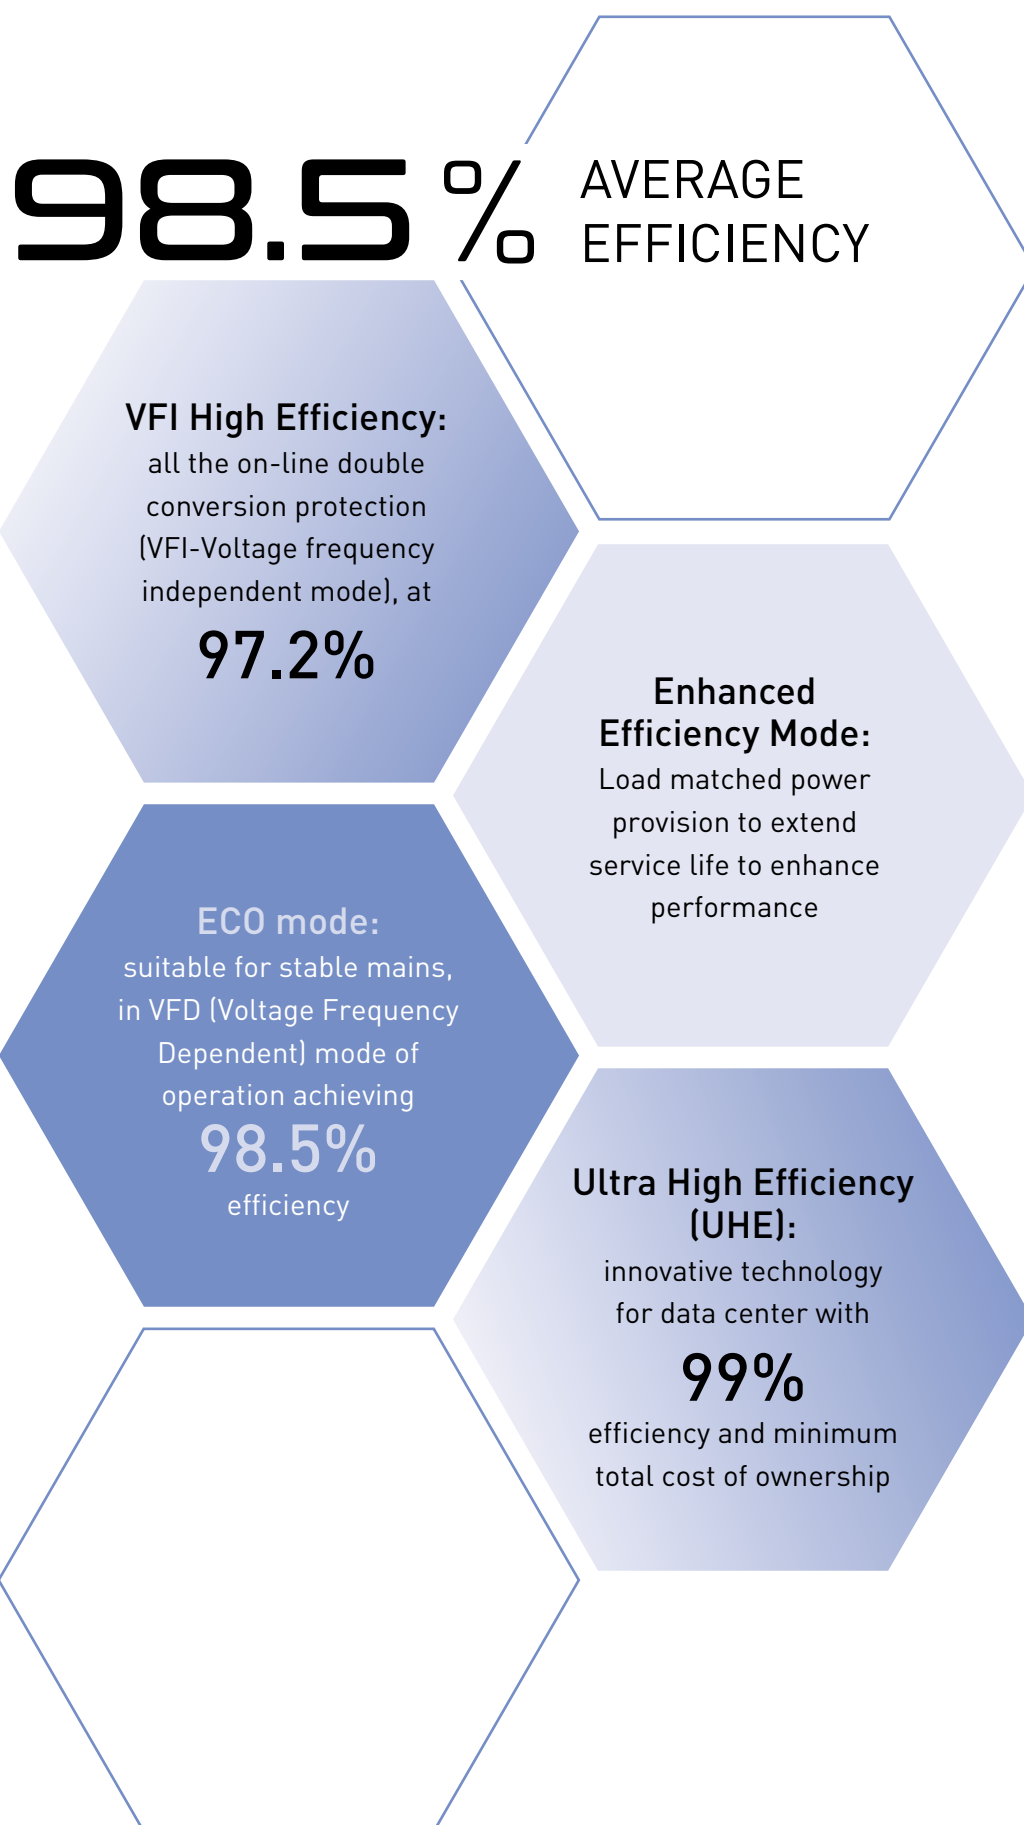 98.5% AVERAGE
EFFICIENCY
VFI High Efficiency:
all the on-line double
conversion protection
(VFI-Voltage frequency
independent mode), at
97.2%
Enhanced
Efficiency Mode:
Load matched power
provision to extend
service life to enhance
performance
ECO mode:
suitable for stable mains,
in VFD (Voltage Frequency
Dependent) mode of
operation achieving
98.5%
efficiency
Ultra High Efficiency
(UHE):
innovative technology
for data center with
99%
efficiency and minimum
total cost of ownership